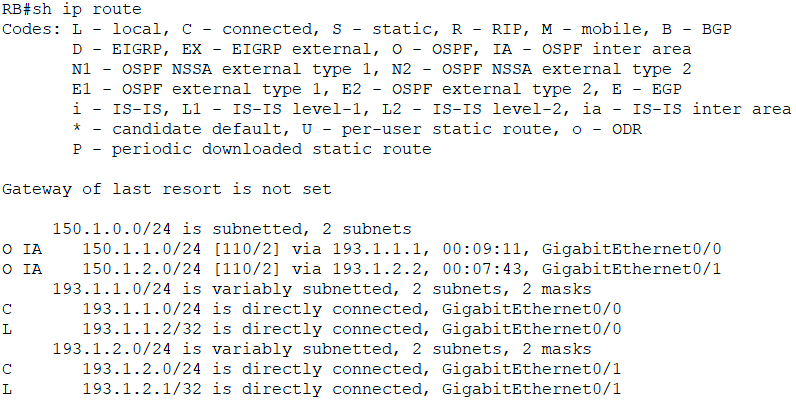 RB#sh ip route
Codes: L - local, C - connected, S - static, R - RIP, M - mobile, B - BGP
       D - EIGRP, EX - EIGRP external, O - OSPF, IA - OSPF inter area
       N1 - OSPF NSSA external type 1, N2 - OSPF NSSA external type 2
       E1 - OSPF external type 1, E2 - OSPF external type 2, E - EGP
       i - IS-IS, L1 - IS-IS level-1, L2 - IS-IS level-2, ia - IS-IS inter area
       * - candidate default, U - per-user static route, o - ODR
       P - periodic downloaded static route

Gateway of last resort is not set

     150.1.0.0/24 is subnetted, 2 subnets
O IA    150.1.1.0/24 [110/2] via 193.1.1.1, 00:09:11, GigabitEthernet0/0
O IA    150.1.2.0/24 [110/2] via 193.1.2.2, 00:07:43, GigabitEthernet0/1
     193.1.1.0/24 is variably subnetted, 2 subnets, 2 masks
C       193.1.1.0/24 is directly connected, GigabitEthernet0/0
L       193.1.1.2/32 is directly connected, GigabitEthernet0/0
     193.1.2.0/24 is variably subnetted, 2 subnets, 2 masks
C       193.1.2.0/24 is directly connected, GigabitEthernet0/1
L       193.1.2.1/32 is directly connected, GigabitEthernet0/1